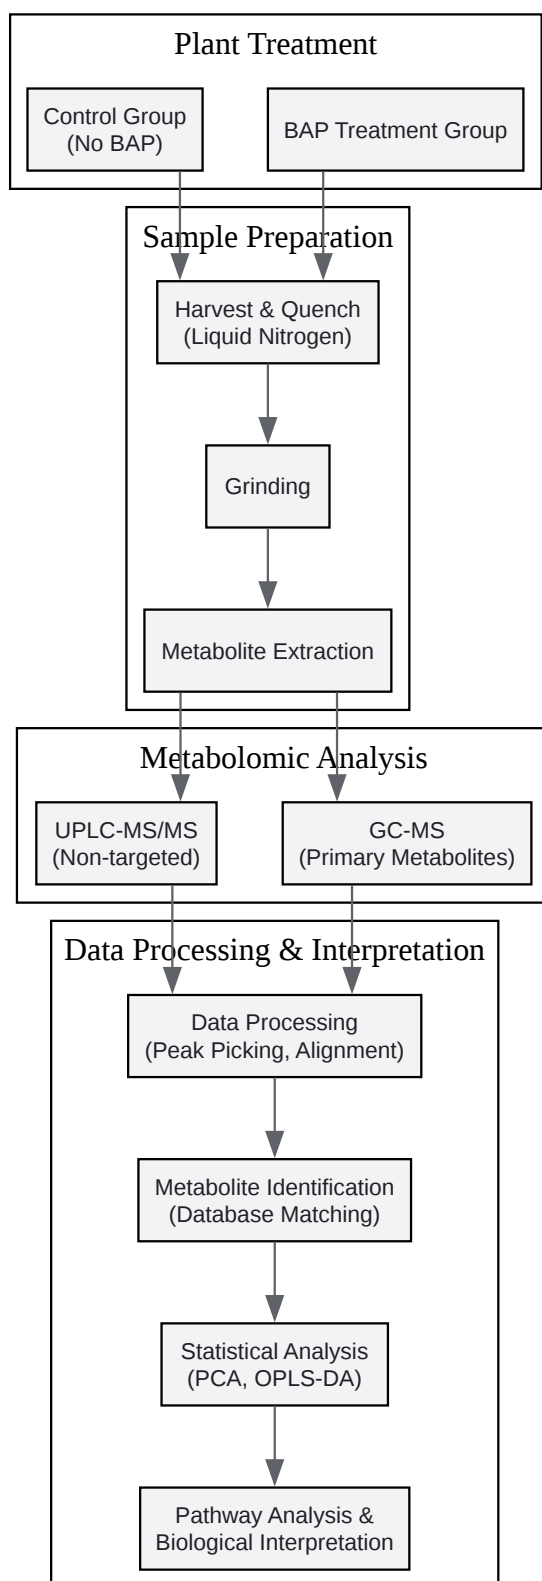 Plant Treatment
Control Group
(No BAP)
BAP Treatment Group
Sample Preparation
Harvest & Quench
(Liquid Nitrogen)
Grinding
Metabolite Extraction
Metabolomic Analysis
UPLC-MS/MS
(Non-targeted)
GC-MS
(Primary Metabolites)
Data Processing & Interpretation
Data Processing
(Peak Picking, Alignment)
Metabolite Identification
(Database Matching)
Statistical Analysis
(PCA, OPLS-DA)
Pathway Analysis &
Biological Interpretation